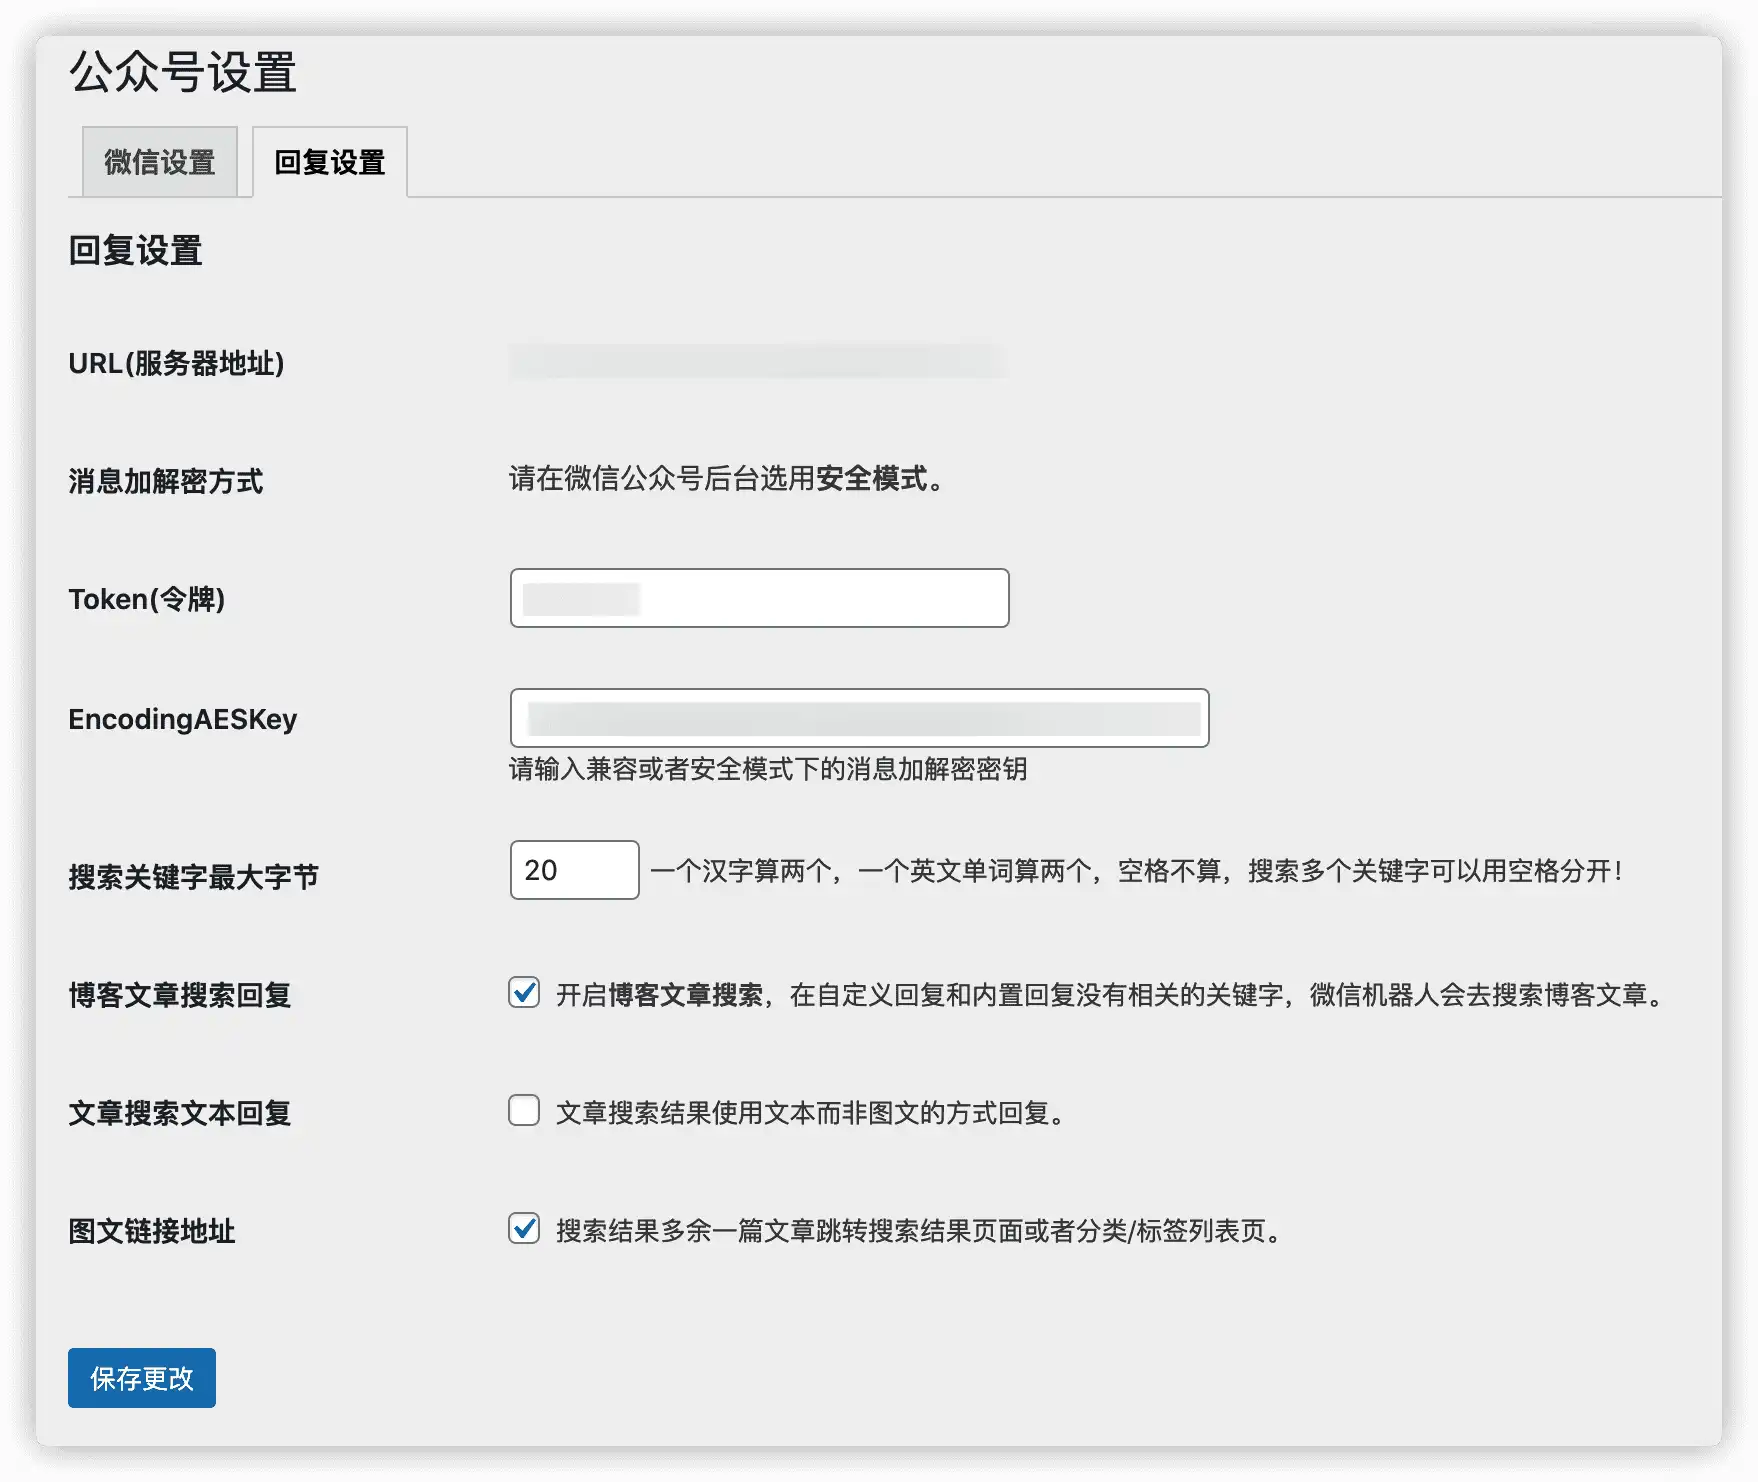 公众号设置
微信设置
回复设置
回复设置
URL(服务器地址)
消息加解密方式
请在微信公众号后台选用安全模式。
Token(令牌)
EncodingAESKey
请输入兼容或者安全模式下的消息加解密密钥
搜索关键字最大字节
20
一个汉字算两个，一个英文单词算两个，空格不算，搜索多个关键字可以用空格分开！
博客文章搜索回复
开启博客文章搜索，在自定义回复和内置回复没有相关的关键字，微信机器人会去搜索博客文章。
文章搜索文本回复
文章搜索结果使用文本而非图文的方式回复。
图文链接地址
搜索结果多余一篇文章跳转搜索结果页面或者分类/标签列表页。
保存更改